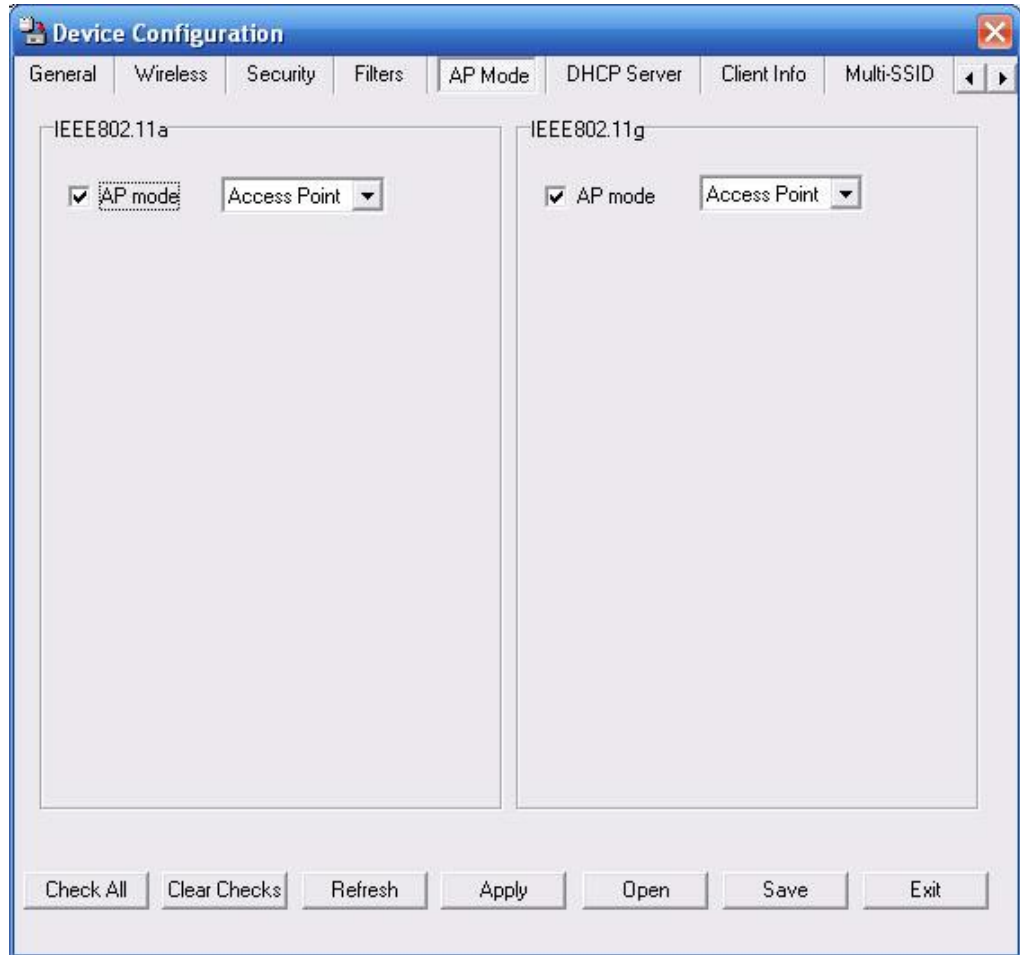 Device Configuration
General Wireless Security Filters AP Mode DHCP Server Client Info Multi-SSID
IEEE802.11a
AP mode Access Point
IEEE802.11g
AP mode Access Point
Check All Clear Checks Refresh Apply Open Save Exit